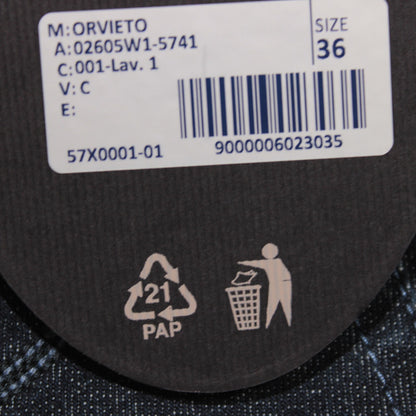 M: ORVIETO
A: 02605W1-5741
C: 001-Lav. 1
V: C
E:
SIZE
36
57X0001-01
9000006023035
21
PAP